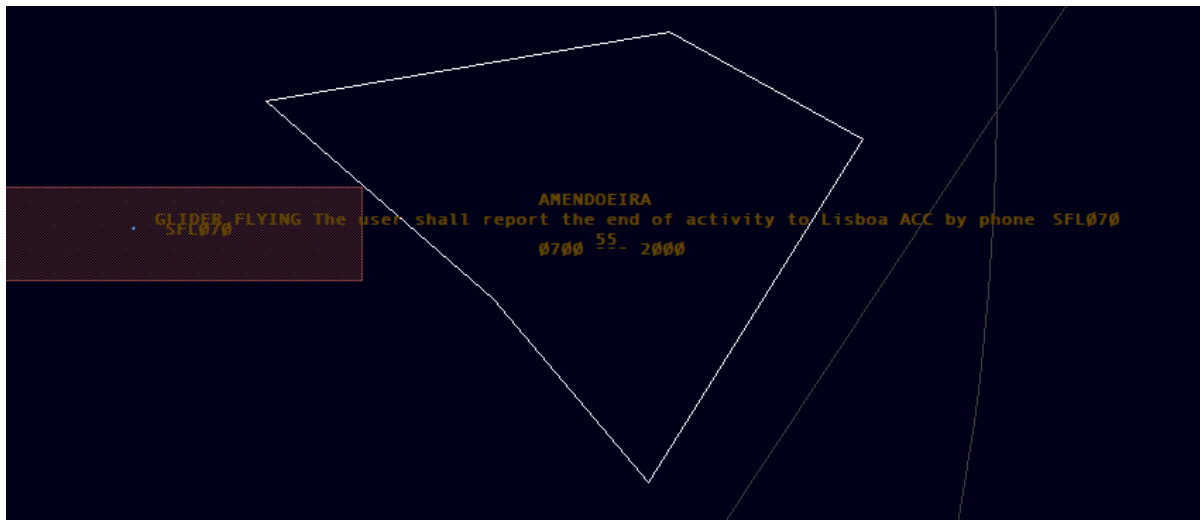 AMENDOEIRA
GLIDER FLYING The user shall report the end of activity to Lisboa ACC by phone SFLØ7Ø
SFLØ7Ø
55
Ø7ØØ --- 2ØØØ